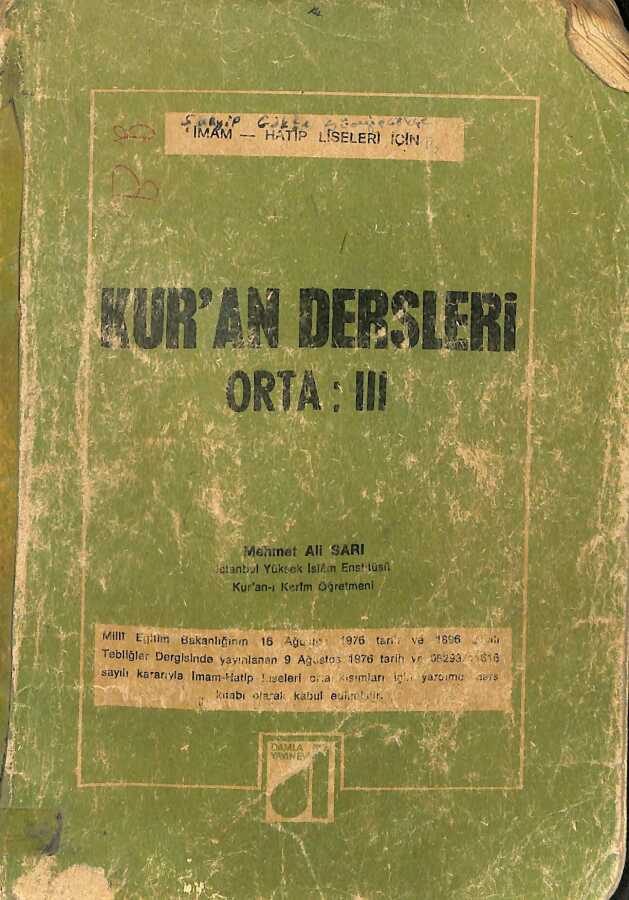 B B
İMAM — HATİP LİSELERİ İÇİN
KUR'AN DERSLERİ
ORTA : III
Mehmet Ali SARI
İstanbul Yüksek İslâm Enstitüsü
Kur'an-ı Kerîm Öğretmeni
Millî Eğitim Bakanlığının 16 Ağustos 1976 tarih ve 1896 sayılı
Tebliğler Dergisinde yayınlanan 9 Ağustos 1976 tarih ve
sayılı kararıyla İmam-Hatip Liseleri orta kısımları için yardımcı ders
kitabı olarak kabul edilmiştir.
DAMLA
YAYINEVİ